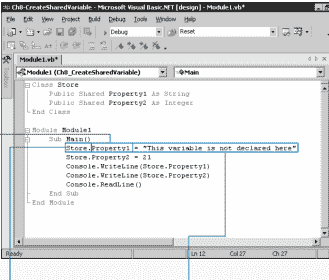 Ch8_CreateSharedVariable - Microsoft Visual Basic.NET [design] - Module1.vb*
File Edit View Project Build Debug Tools Window Help
Debug Reset
Module1.vb*
Module1 (Ch8_CreateSharedVariable) Main
Class Store
Public Shared Property1 As String
Public Shared Property2 As Integer
End Class
Module Module1
Sub Main()
Store.Property1 = "This variable is not declared here"
Store.Property2 = 21
Console.WriteLine(Store.Property1)
Console.WriteLine(Store.Property2)
Console.ReadLine()
End Sub
End Module
Ready Ln 12 Col 27 Ch 27